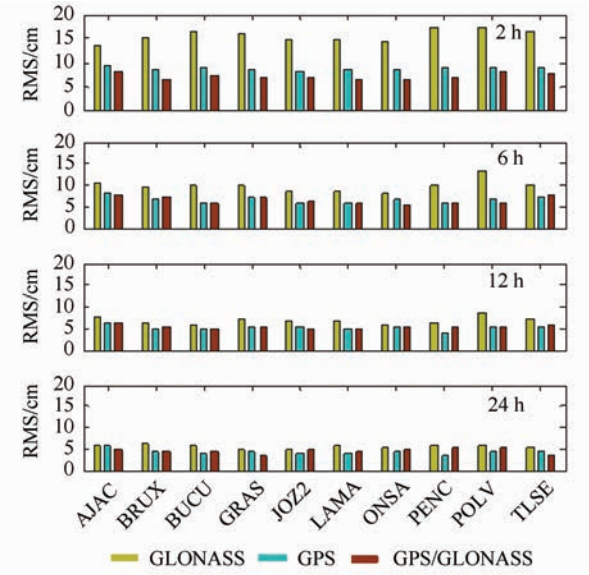 RMS/cm
20
15
10
5
0
2 h
RMS/cm
20
15
10
5
0
6 h
RMS/cm
20
15
10
5
0
12 h
RMS/cm
20
15
10
5
0
24 h
AJAC BRUX BUCU GRAS JOZ2 LAMA ONSA PENC POLV TLSE
GLONASS GPS GPS/GLONASS